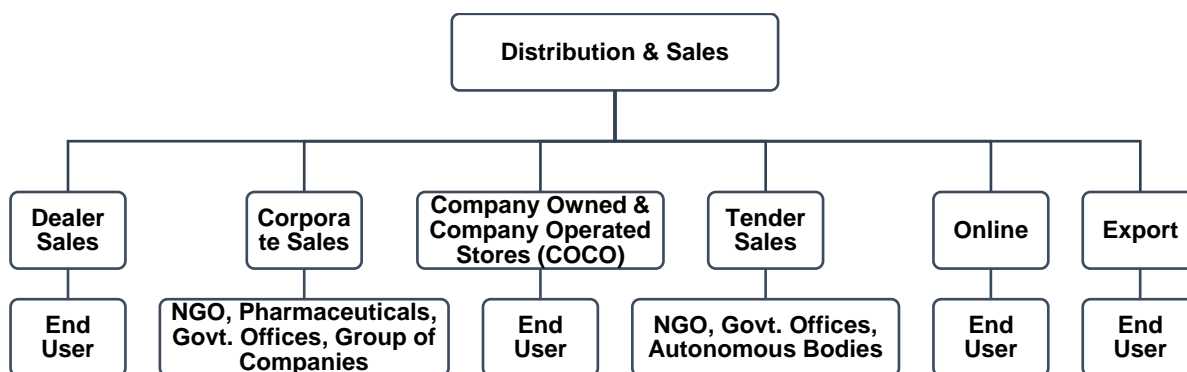 Distribution & Sales
Dealer
Sales
Corpora
te Sales
Company Owned &
Company Operated
Stores (COCO)
Tender
Sales
Online
Export
End
User
NGO, Pharmaceuticals,
Govt. Offices, Group of
Companies
End
User
NGO, Govt. Offices,
Autonomous Bodies
End
User
End
User